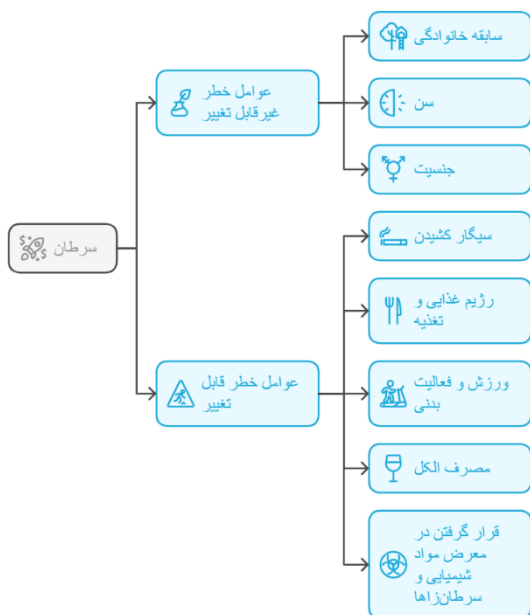 سابقه خانوادگی
عوامل خطر
غیرقابل تغییر
سن
جنسیت
سرطان
سیگار کشیدن
رژیم غذایی و
تغذیه
عوامل خطر قابل
تغییر
ورزش و فعالیت
بدنی
مصرف الکل
قرار گرفتن در
معرض مواد
شیمیایی و
سرطان‌زاها